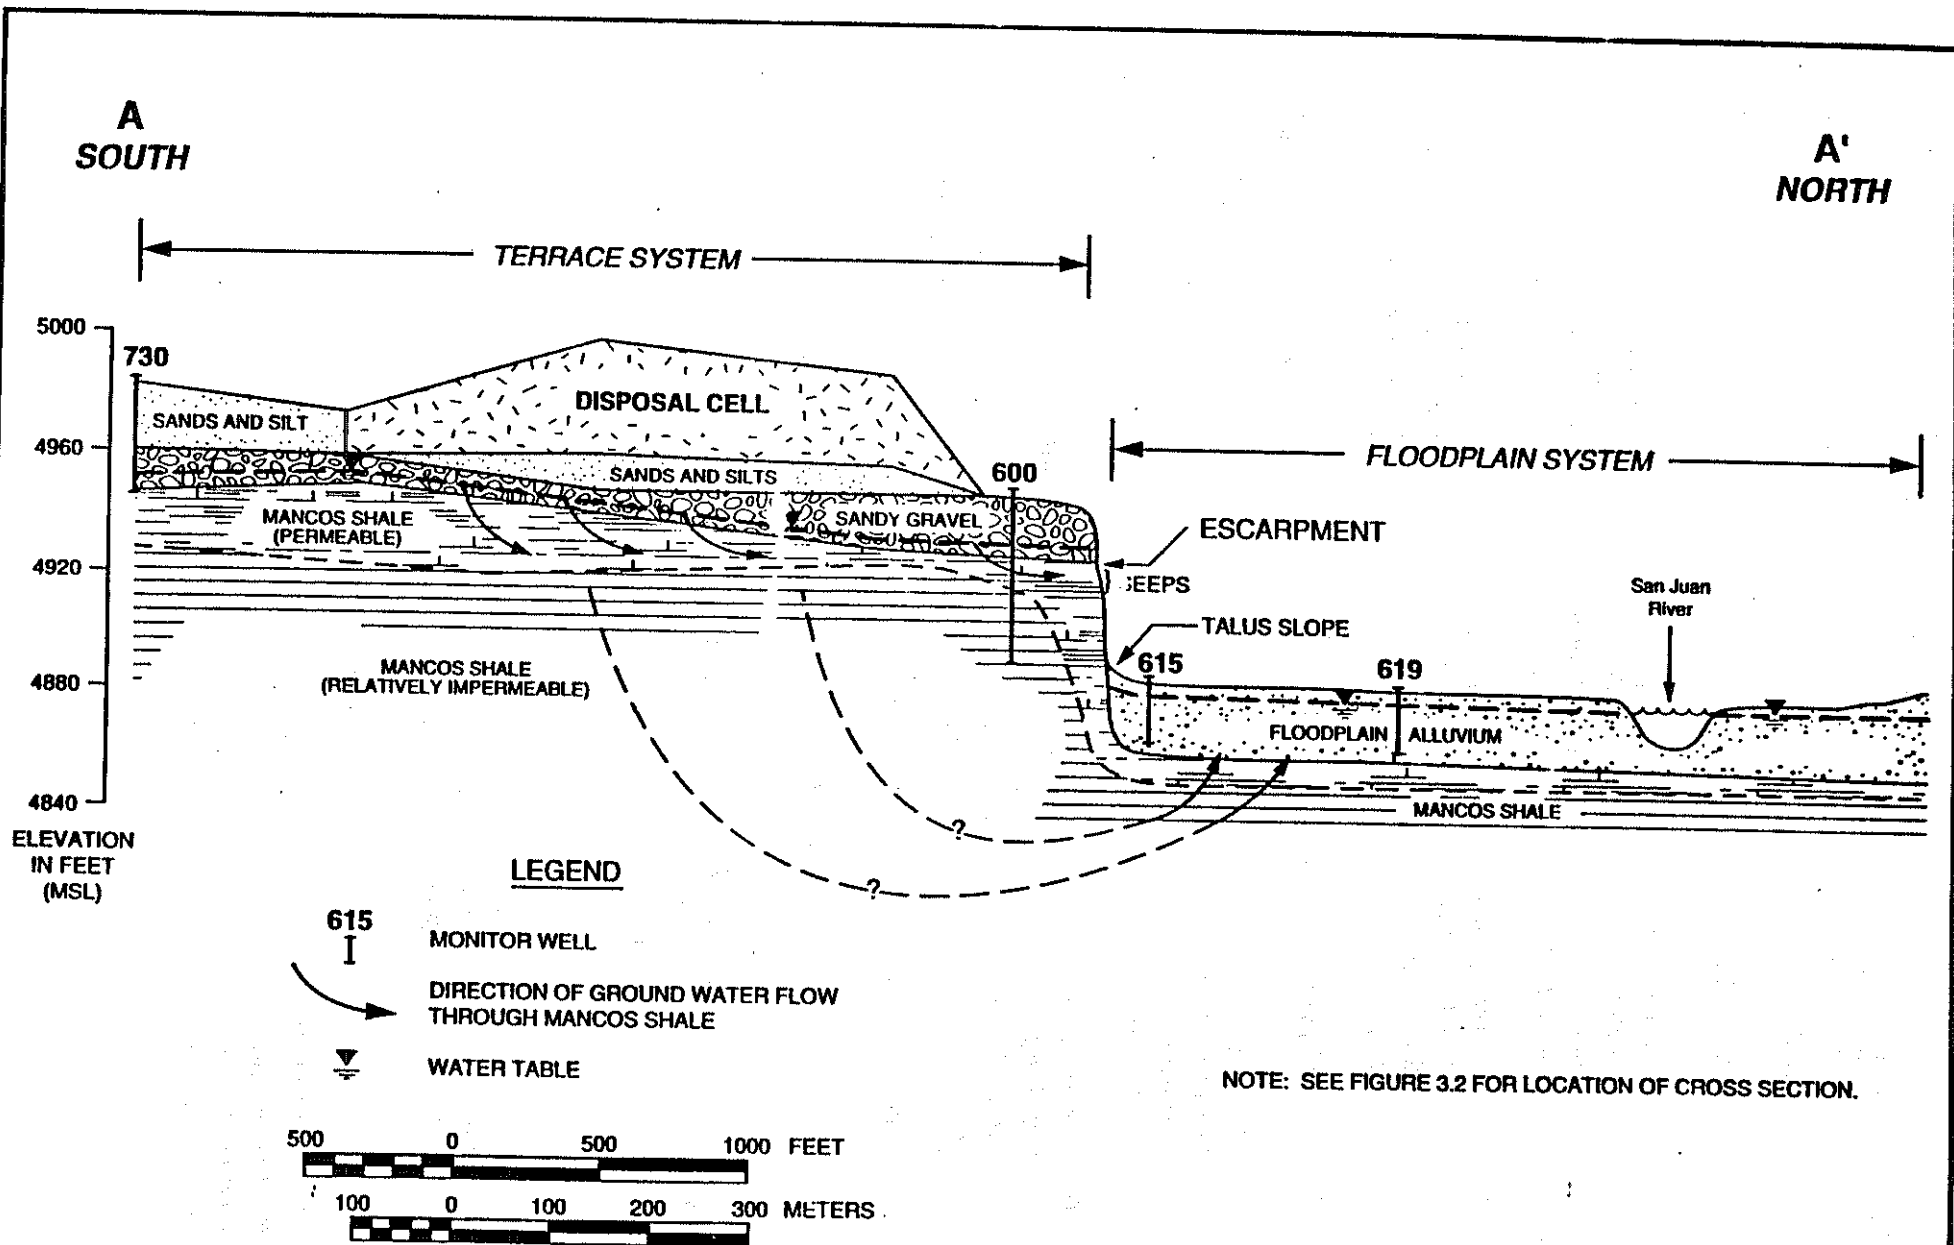 A
SOUTH
A'
NORTH
TERRACE SYSTEM
5000
730
DISPOSAL CELL
SANDS AND SILT
4960
FLOODPLAIN SYSTEM
SANDS AND SILTS
600
MANCOS SHALE
(PERMEABLE)
SANDY GRAVEL
ESCARPMENT
4920
SEEPS
San Juan
River
TALUS SLOPE
MANCOS SHALE
(RELATIVELY IMPERMEABLE)
4880
615
619
FLOODPLAIN ALLUVIUM
4840
MANCOS SHALE
?
?
ELEVATION
IN FEET
(MSL)
LEGEND
615
MONITOR WELL
DIRECTION OF GROUND WATER FLOW
THROUGH MANCOS SHALE
WATER TABLE
NOTE: SEE FIGURE 3.2 FOR LOCATION OF CROSS SECTION.
500 0 500 1000 FEET
100 0 100 200 300 METERS